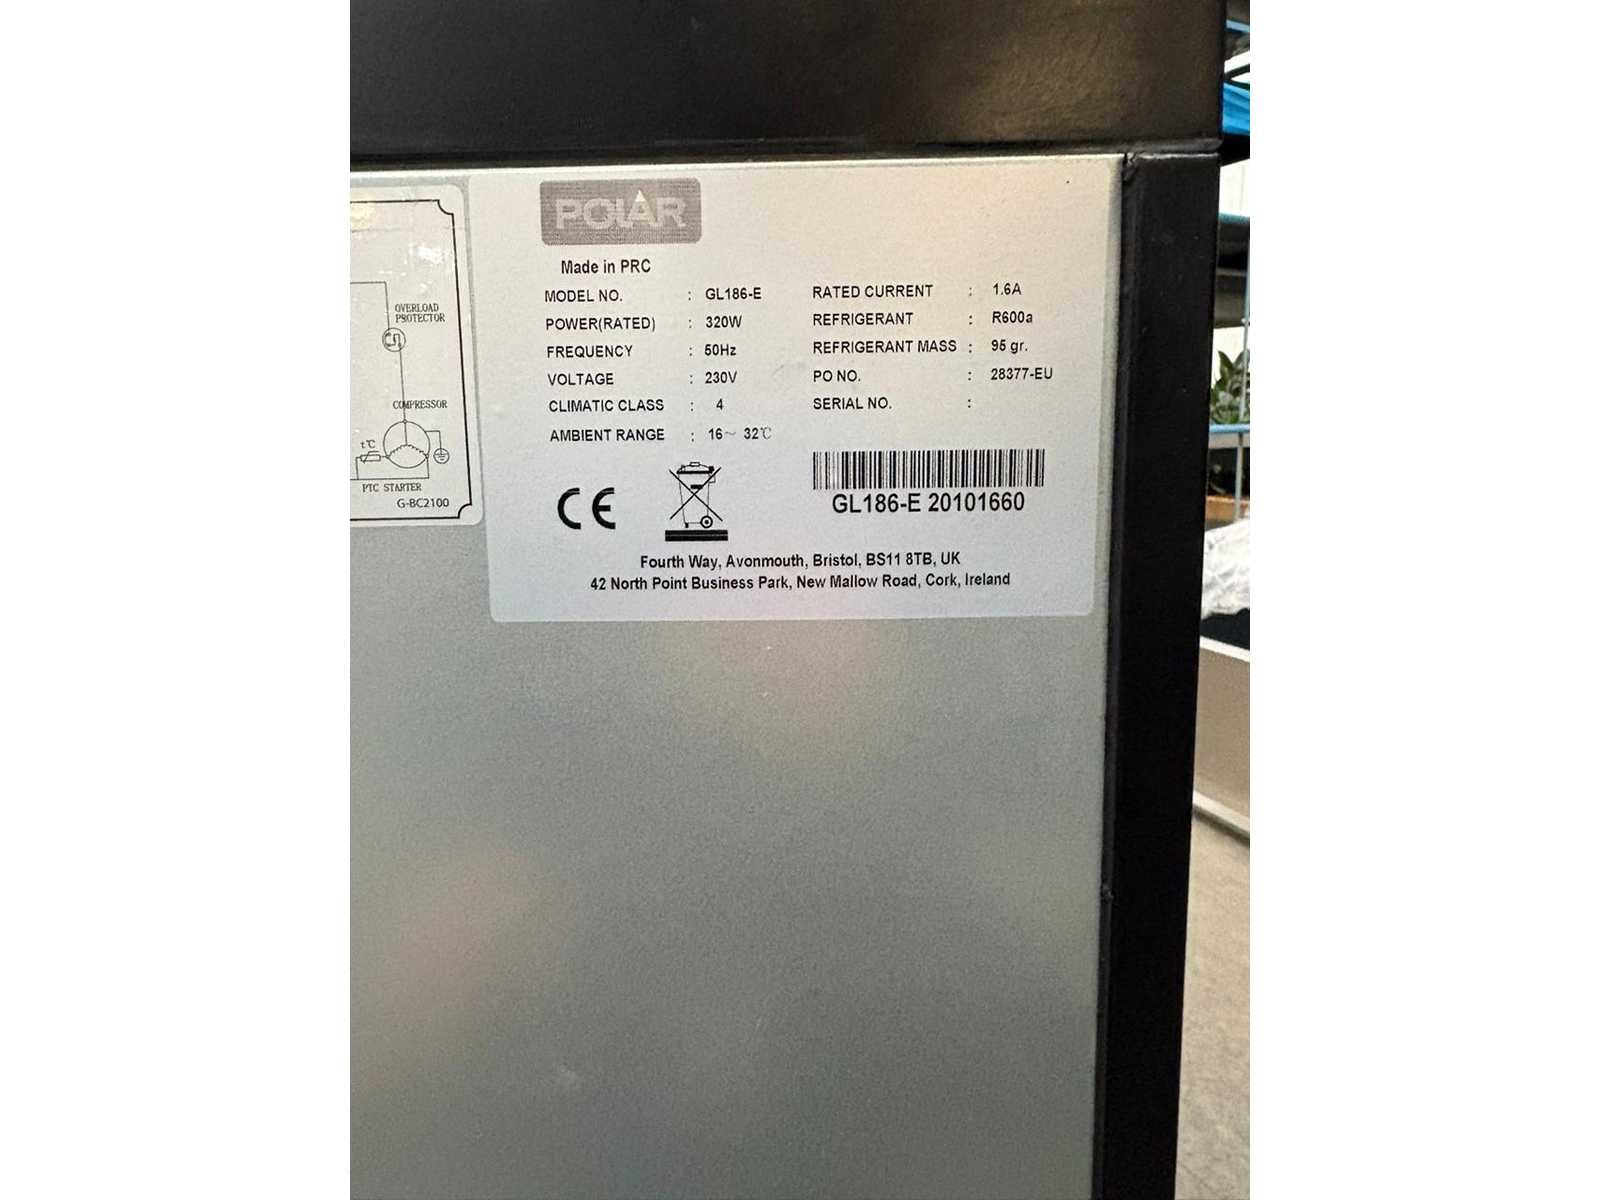 POLAR
Made in PRC
MODEL NO. : GL186-E
POWER(RATED) : 320W
FREQUENCY : 50Hz
VOLTAGE : 230V
CLIMATIC CLASS : 4
AMBIENT RANGE : 16～ 32℃
RATED CURRENT : 1.6A
REFRIGERANT : R600a
REFRIGERANT MASS : 95 gr.
PO NO. : 28377-EU
SERIAL NO. :
GL186-E 20101660
CE
Fourth Way, Avonmouth, Bristol, BS11 8TB, UK
42 North Point Business Park, New Mallow Road, Cork, Ireland
OVERLOAD
PROTECTOR
COMPRESSOR
t℃
PTC STARTER
G-BC2100